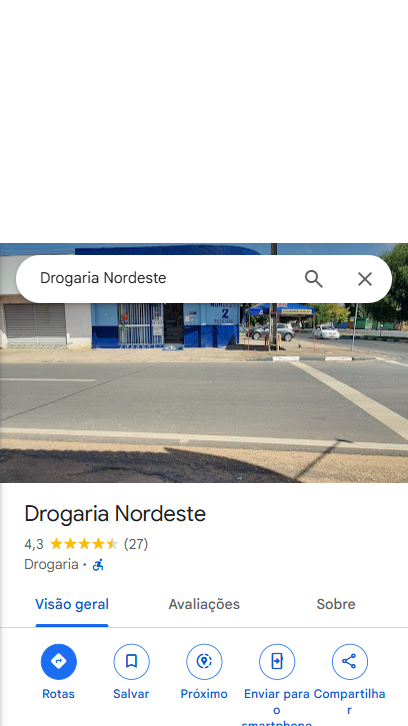 Drogaria Nordeste
Z
Drogaria Nordeste
4,3 (27)
Drogaria ·
Visão geral Avaliações Sobre
Rotas Salvar Próximo Enviar para o smartphone Compartilhar